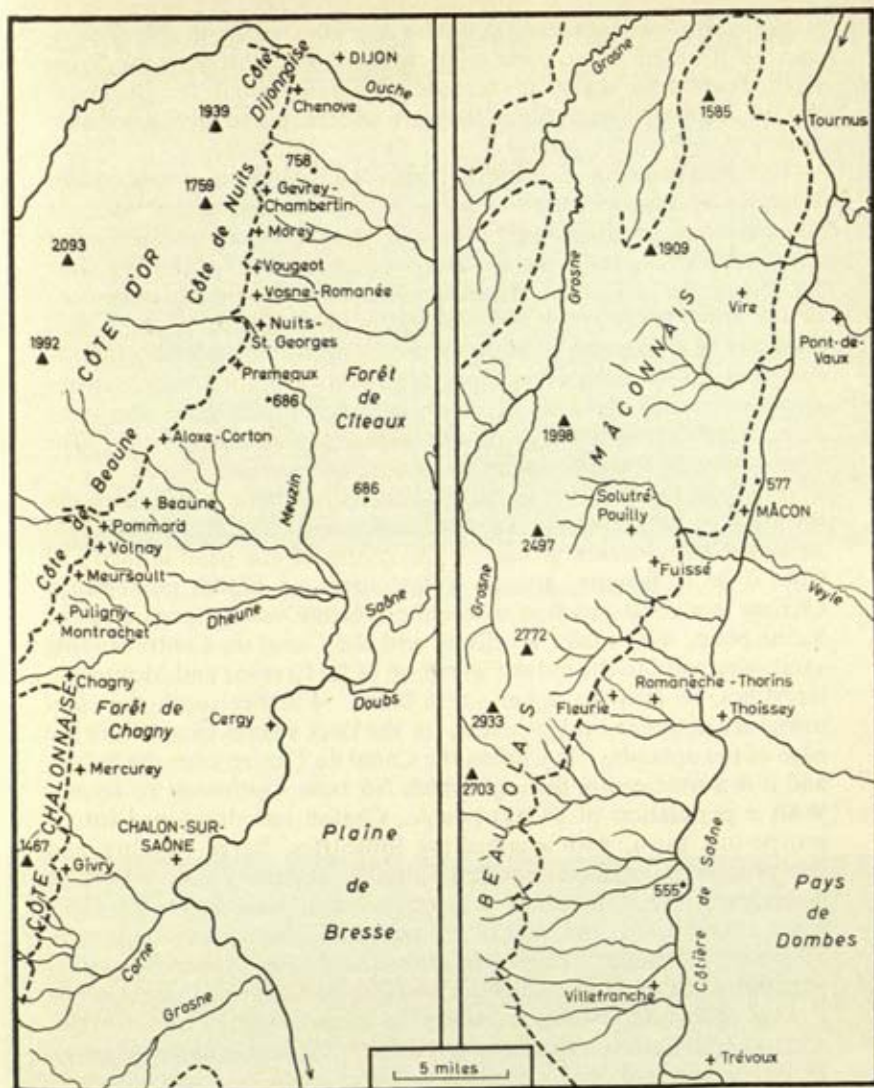 DIJON
Côte
Dijonnaise
Ouche
Chenove
1939
758
1759
Gevrey-
Chambertin
Côte de Nuits
Morey
2093
Vougeot
CÔTE D'OR
Vosne-Romanée
Nuits-
St. Georges
1992
Premeaux
Forêt
de
Cîteaux
686
Aloxe-Corton
Meuzin
686
Côte de Beaune
Beaune
Pommard
Volnay
Meursault
Saône
Puligny-
Montrachet
Dheune
Chagny
Doubs
Forêt de
Chagny
Cergy
CÔTE CHALONNAISE
Mercurey
CHALON-SUR-
SAÔNE
Plaîne
de
Bresse
1467
Givry
Corne
Grosne
5 miles
Grosne
1585
Tournus
Grosne
1909
Vire
MÂCONNAIS
Pont-de-
Vaux
1998
577
Solutré-
Pouilly
MÂCON
2497
Fuissé
Grosne
Veyle
2772
Romanèche-Thorins
Fleurie
Thoissey
2933
2703
BEAUJOLAIS
555
Côtière de Saône
Pays
de
Dombes
Villefranche
Trévoux